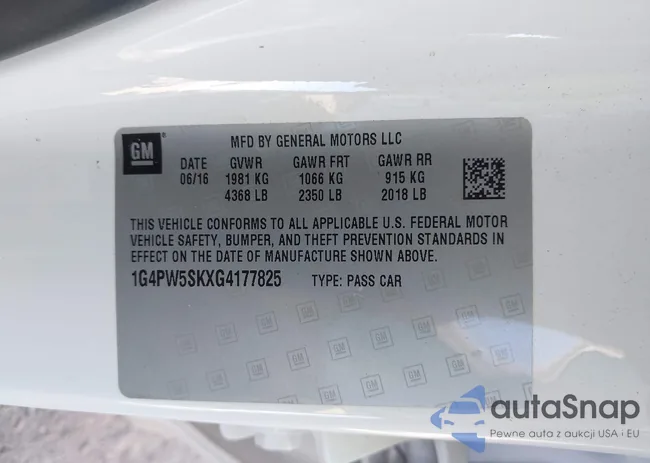 GM
MFD BY GENERAL MOTORS LLC
DATE GVWR GAWR FRT GAWR RR
06/16 1981 KG 1066 KG 915 KG
4368 LB 2350 LB 2018 LB
THIS VEHICLE CONFORMS TO ALL APPLICABLE U.S. FEDERAL MOTOR
VEHICLE SAFETY, BUMPER, AND THEFT PREVENTION STANDARDS IN
EFFECT ON THE DATE OF MANUFACTURE SHOWN ABOVE.
1G4PW5SKXG4177825 TYPE: PASS CAR
autaSnap
Pewne auta z aukcji USA i EU